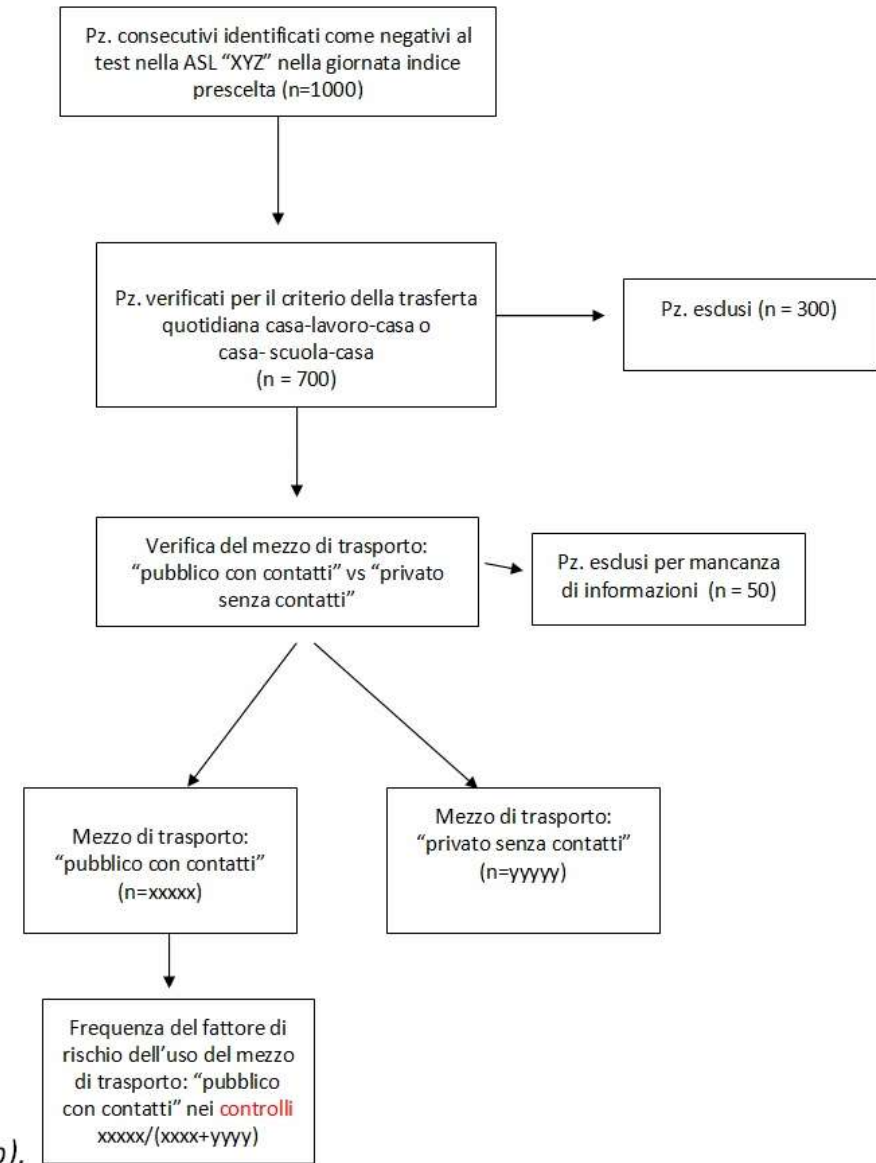 Pz. consecutivi identificati come negativi al
test nella ASL “XYZ” nella giornata indice
prescelta (n=1000)
Pz. verificati per il criterio della trasferta
quotidiana casa-lavoro-casa o
casa- scuola-casa
(n = 700)
Pz. esclusi (n = 300)
Verifica del mezzo di trasporto:
“pubblico con contatti” vs “privato
senza contatti”
Pz. esclusi per mancanza
di informazioni (n = 50)
Mezzo di trasporto:
“pubblico con contatti”
(n=xxxxx)
Mezzo di trasporto:
“privato senza contatti”
(n=yyyyy)
Frequenza del fattore di
rischio dell’uso del mezzo
di trasporto: “pubblico
con contatti” nei controlli
xxxxx/(xxxx+yyyy)